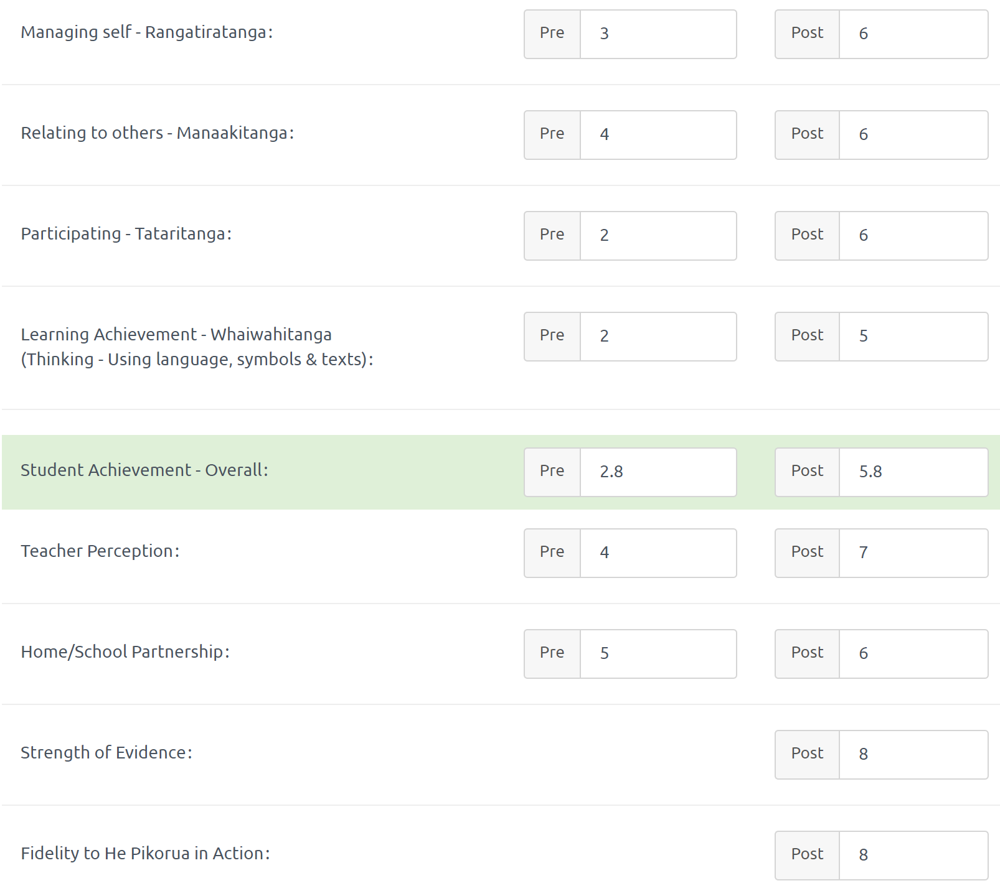 Managing self - Rangatiratanga: Pre 3 Post 6
Relating to others - Manaakitanga: Pre 4 Post 6
Participating - Tataritanga: Pre 2 Post 6
Learning Achievement - Whaiwahitanga Pre 2 Post 5
(Thinking - Using language, symbols & texts):
Student Achievement - Overall: Pre 2.8 Post 5.8
Teacher Perception: Pre 4 Post 7
Home/School Partnership: Pre 5 Post 6
Strength of Evidence: Post 8
Fidelity to He Pikorua in Action: Post 8